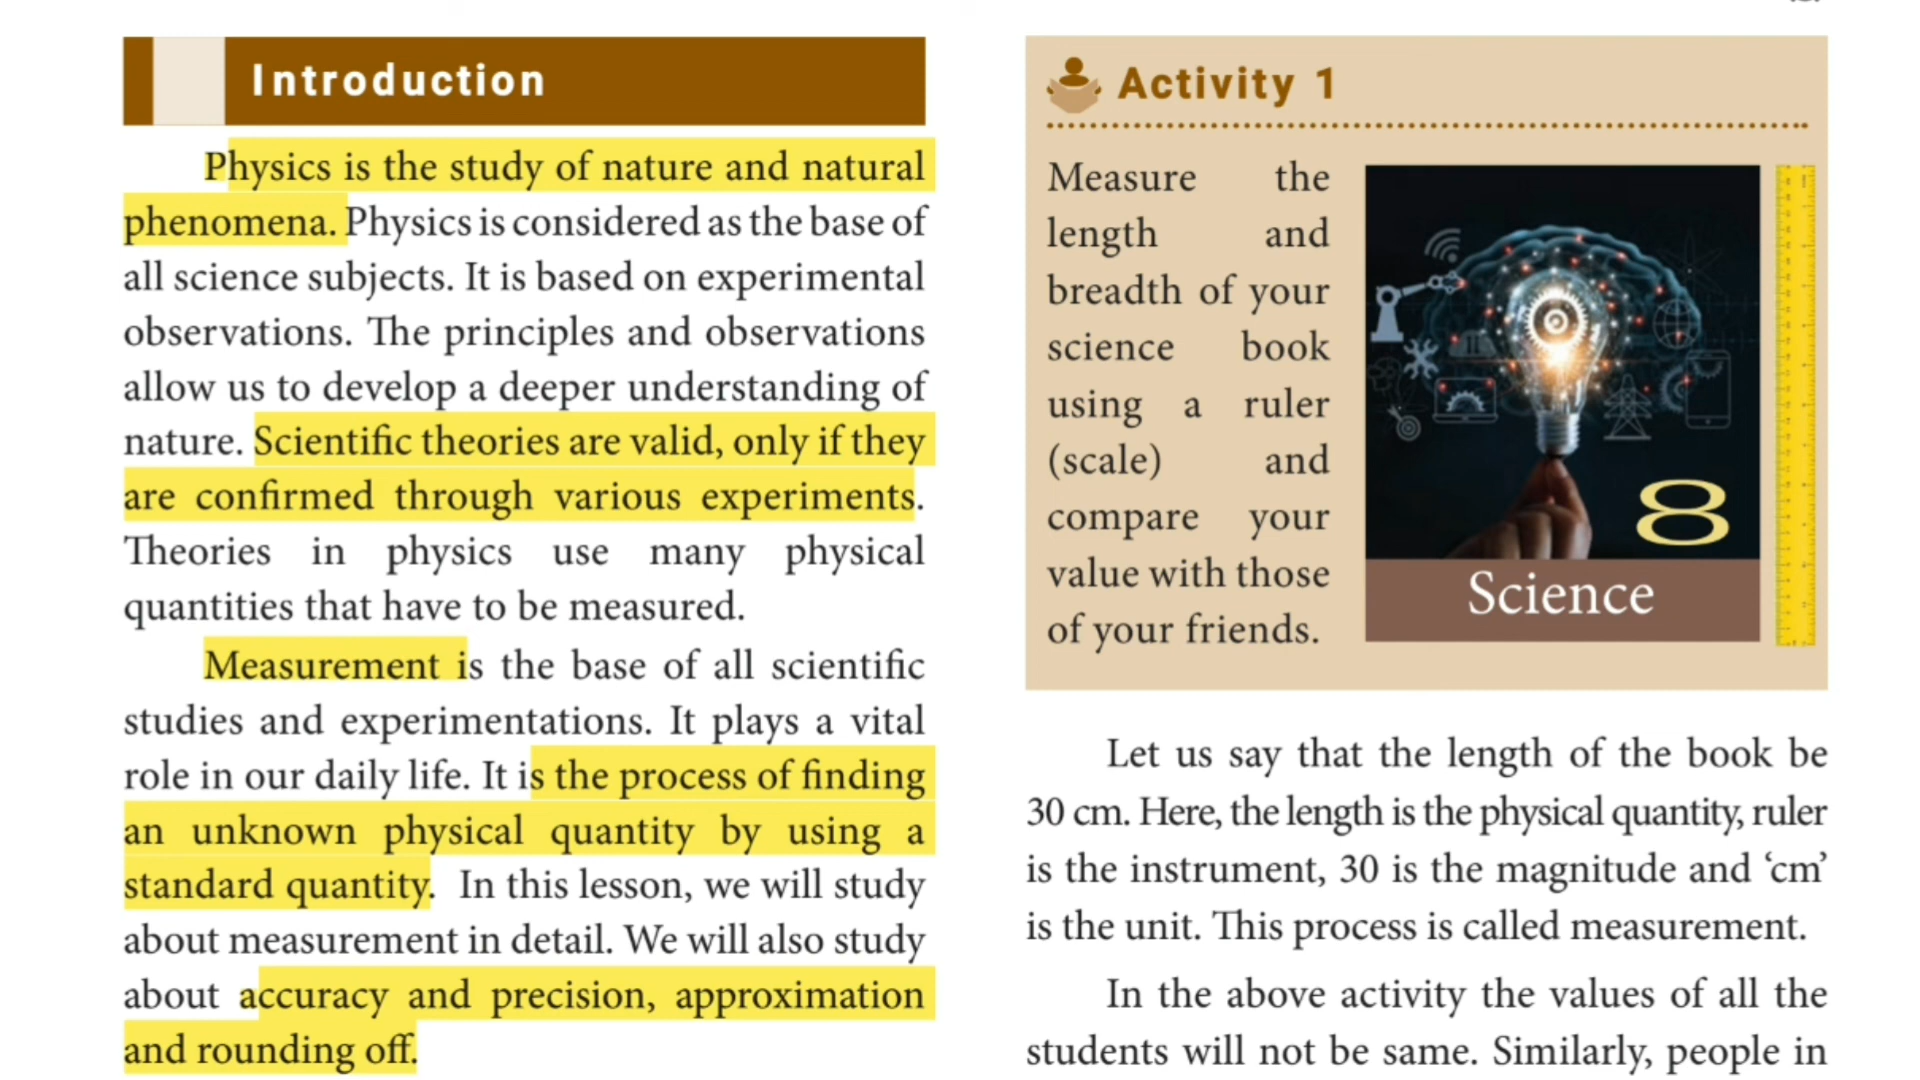 Introduction
Physics is the study of nature and natural
phenomena. Physics is considered as the base of
all science subjects. It is based on experimental
observations. The principles and observations
allow us to develop a deeper understanding of
nature. Scientific theories are valid, only if they
are confirmed through various experiments.
Theories in physics use many physical
quantities that have to be measured.
Measurement is the base of all scientific
studies and experimentations. It plays a vital
role in our daily life. It is the process of finding
an unknown physical quantity by using a
standard quantity. In this lesson, we will study
about measurement in detail. We will also study
about accuracy and precision, approximation
and rounding off.
Activity 1
Measure the
length and
breadth of your
science book
using a ruler
(scale) and
compare your
value with those
of your friends.
8
Science
Let us say that the length of the book be
30 cm. Here, the length is the physical quantity, ruler
is the instrument, 30 is the magnitude and ‘cm’
is the unit. This process is called measurement.
In the above activity the values of all the
students will not be same. Similarly, people in